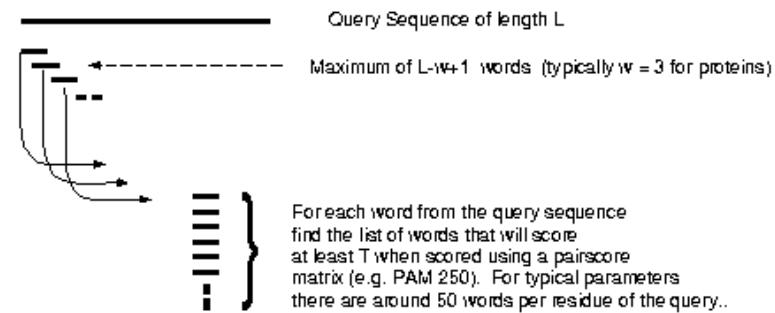 Query Sequence of length L
Maximum of L-w+1 words (typically w = 3 for proteins)
For each word from the query sequence
find the list of words that will score
at least T when scored using a pairscore
matrix (e.g. PAM 250). For typical parameters
there are around 50 words per residue of the query..